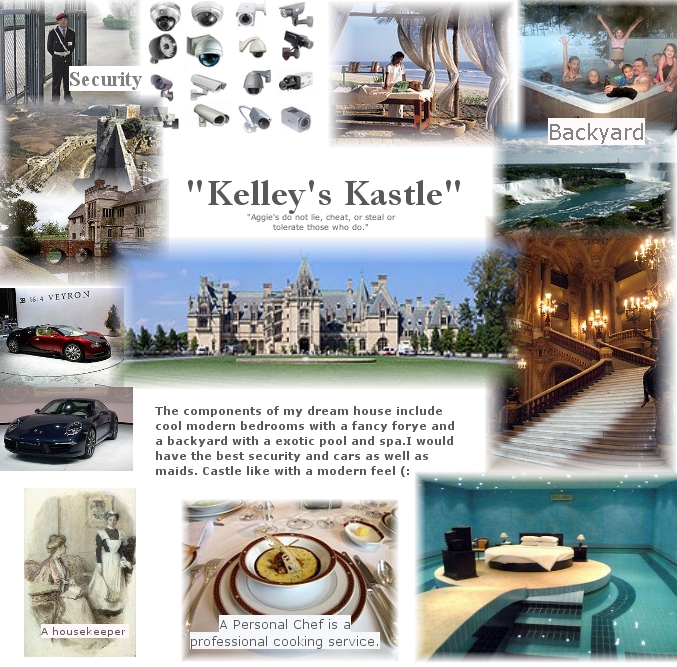 Security
Backyard
"Kelley's Kastle"
"Aggie's do not lie, cheat, or steal or
tolerate those who do."
16.4 VEYRON
The components of my dream house include
cool modern bedrooms with a fancy forye and
a backyard with a exotic pool and spa.I would
have the best security and cars as well as
maids. Castle like with a modern feel (:
A housekeeper
A Personal Chef is a
professional cooking service.